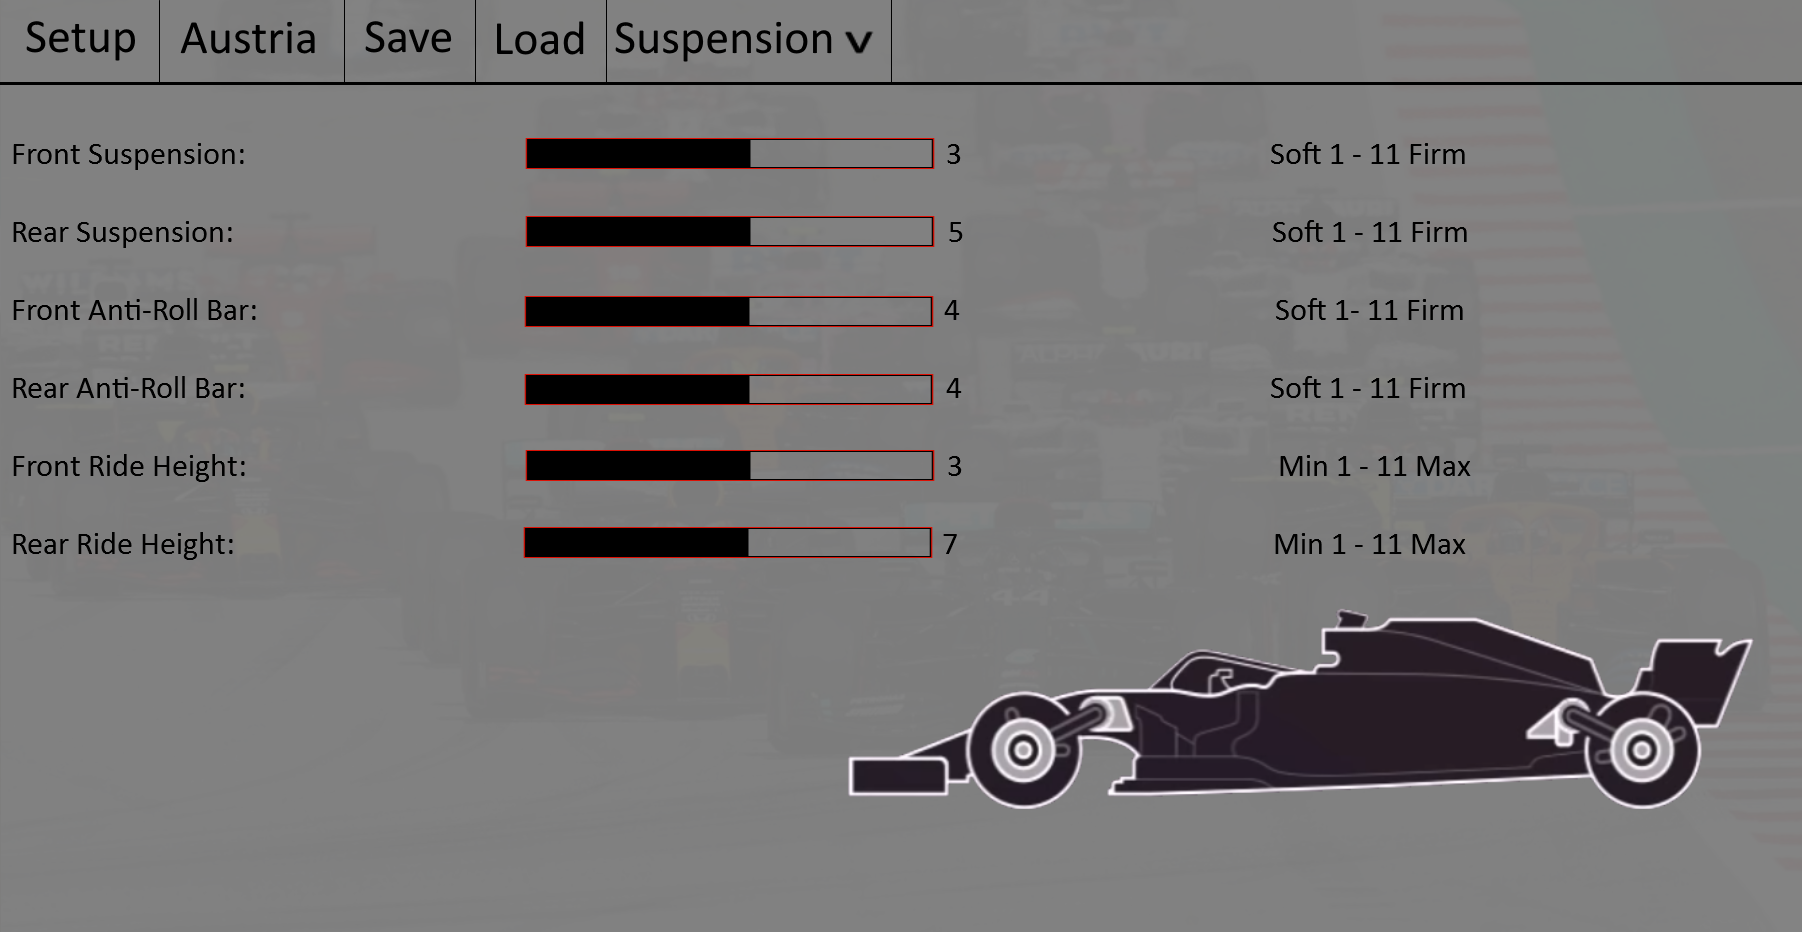 Setup Austria Save Load Suspension v
Front Suspension: 3 Soft 1 - 11 Firm
Rear Suspension: 5 Soft 1 - 11 Firm
Front Anti-Roll Bar: 4 Soft 1- 11 Firm
Rear Anti-Roll Bar: 4 Soft 1 - 11 Firm
Front Ride Height: 3 Min 1 - 11 Max
Rear Ride Height: 7 Min 1 - 11 Max
44